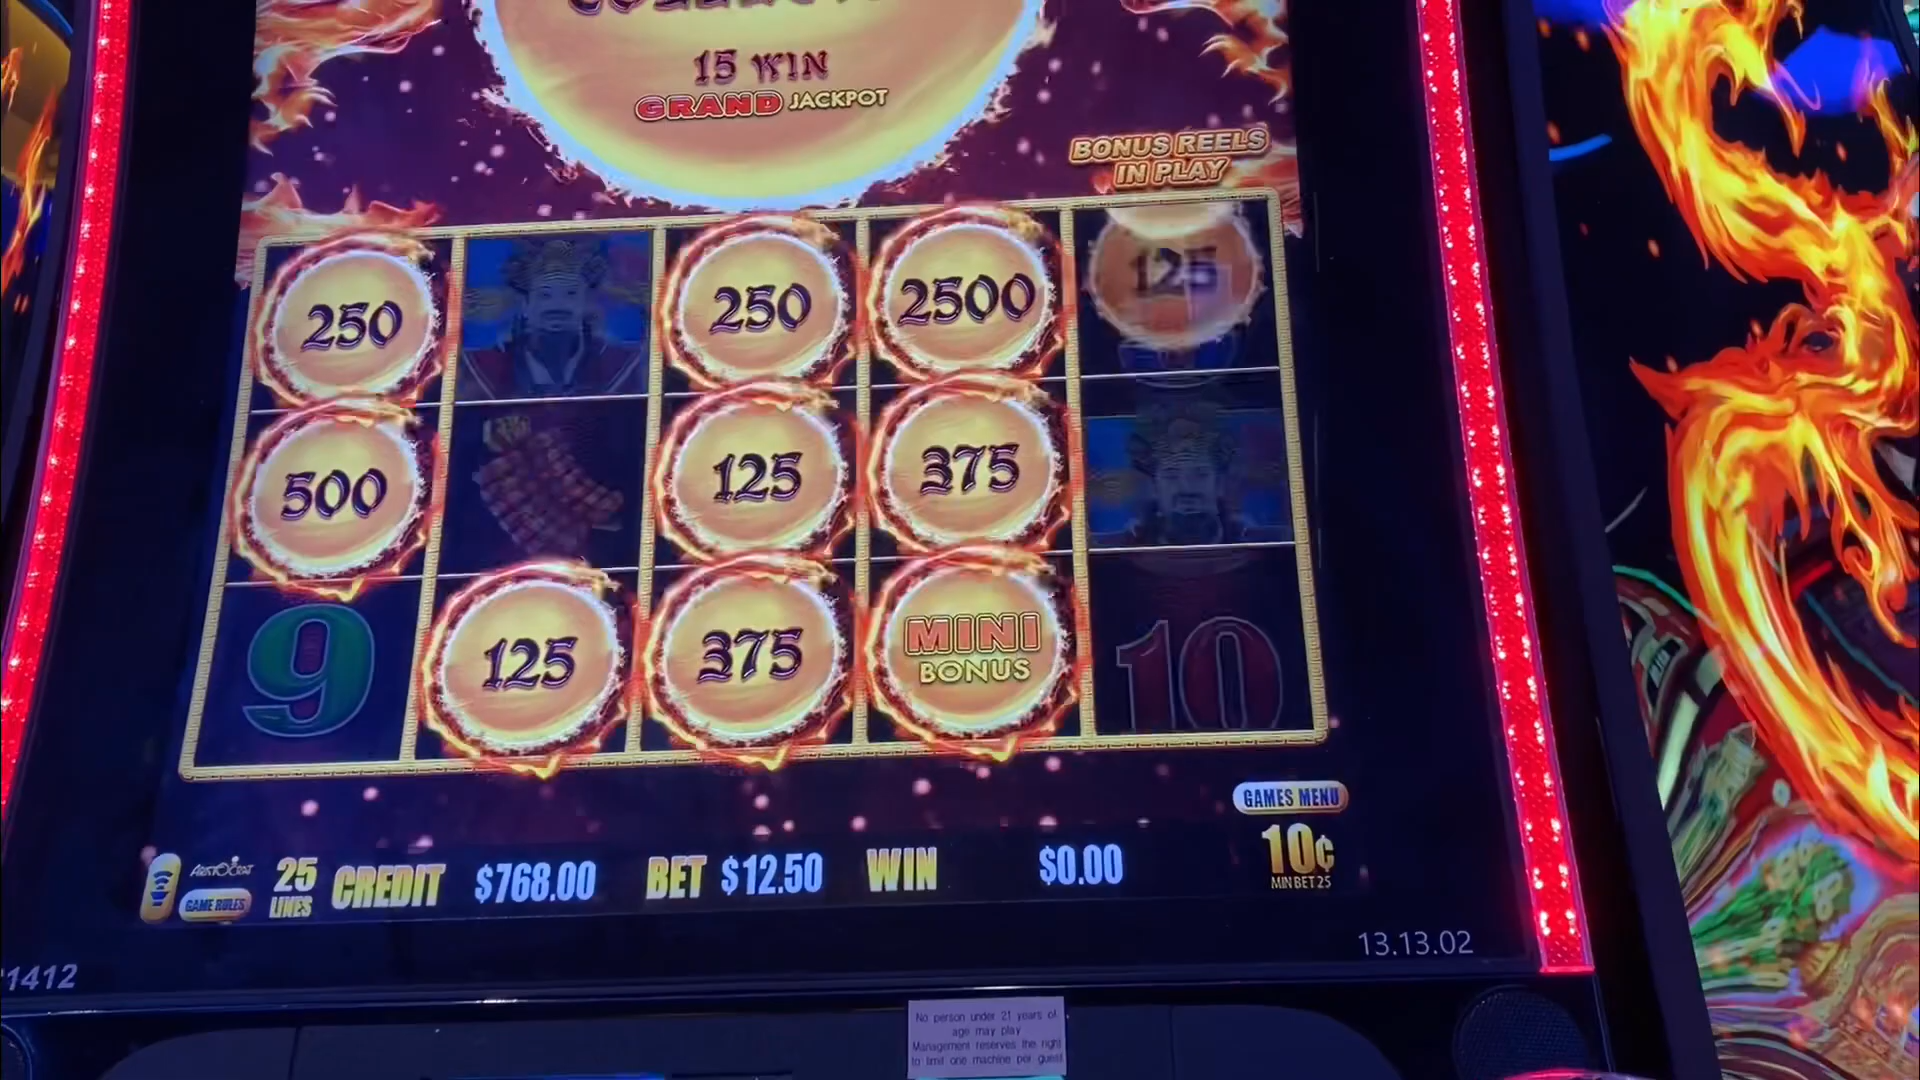 15 WIN
GRAND JACKPOT
BONUS REELS
IN PLAY
250 250 2500 125
500 125 375
9 125 375 MINI
BONUS 10
GAMES MENU
ARISTOCRAT
GAME RULES
25
LINES
CREDIT $768.00 BET $12.50 WIN $0.00
10¢
MIN BET 25
13.13.02
1412
No person under 21 years of
age may play
Management reserves the right
to limit one machine per guest